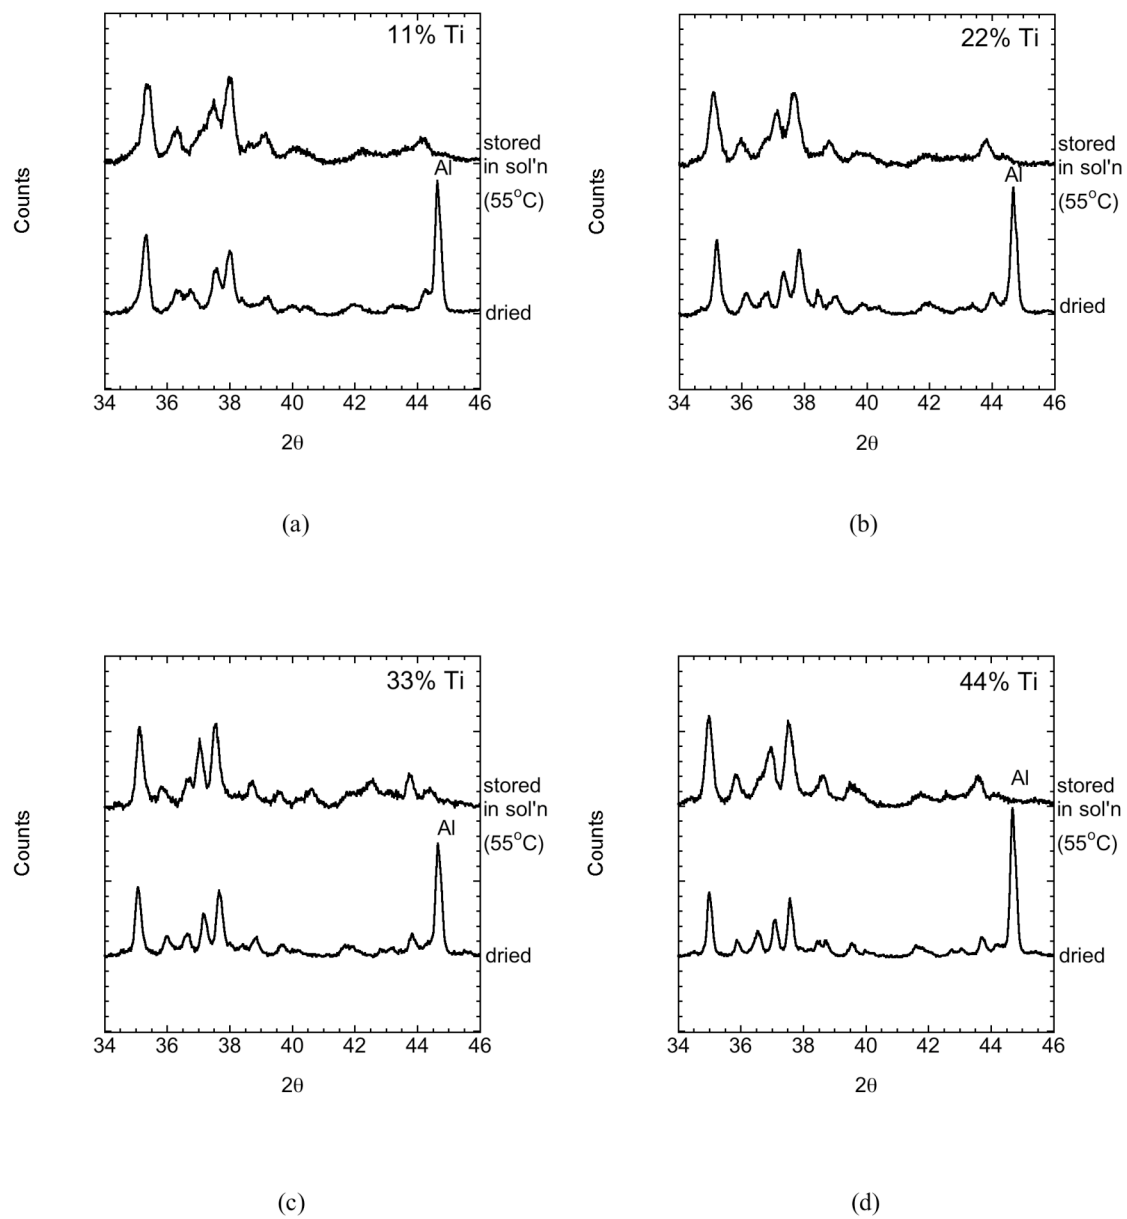 11% Ti
Counts
stored
in sol'n
(55°C)
Al
dried
34 36 38 40 42 44 46
2θ
(a)
22% Ti
Counts
stored
in sol'n
(55°C)
Al
dried
34 36 38 40 42 44 46
2θ
(b)
33% Ti
Counts
stored
in sol'n
(55°C)
Al
dried
34 36 38 40 42 44 46
2θ
(c)
44% Ti
Counts
stored
in sol'n
(55°C)
Al
dried
34 36 38 40 42 44 46
2θ
(d)